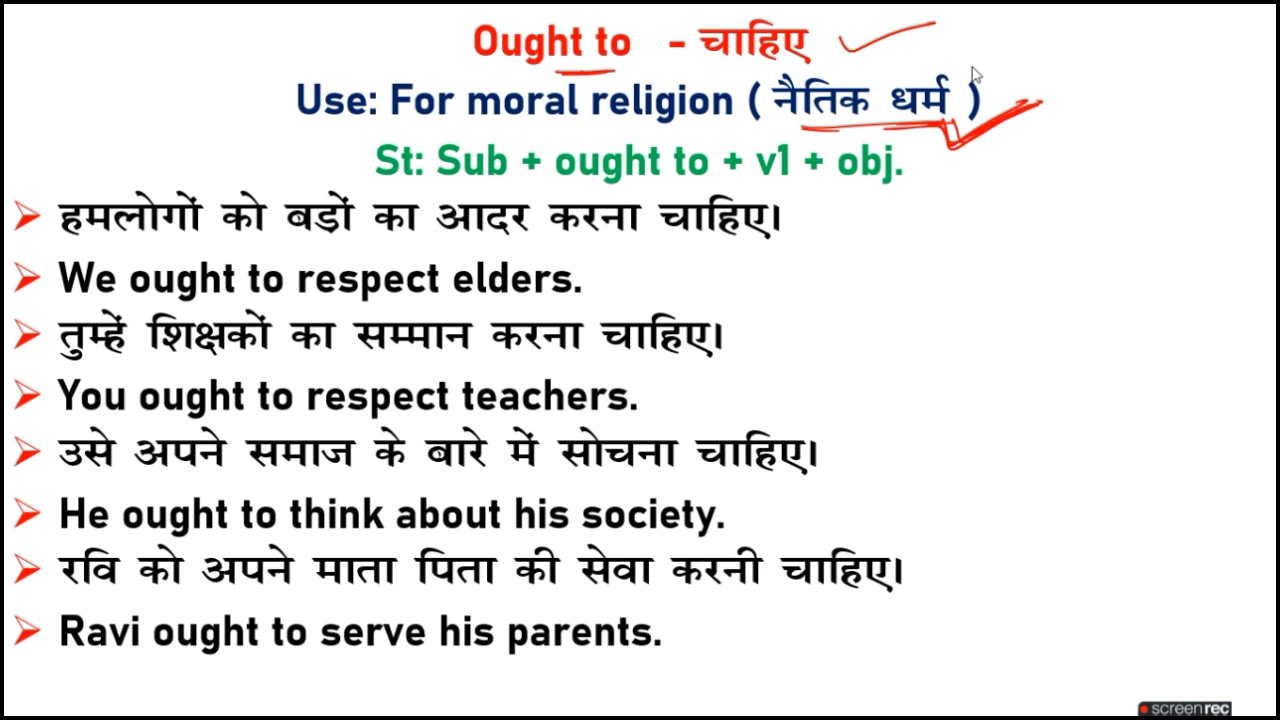 Ought to - चाहिए
Use: For moral religion ( नैतिक धर्म )
St: Sub + ought to + v1 + obj.
हमलोगों को बड़ों का आदर करना चाहिए।
We ought to respect elders.
तुम्हें शिक्षकों का सम्मान करना चाहिए।
You ought to respect teachers.
उसे अपने समाज के बारे में सोचना चाहिए।
He ought to think about his society.
रवि को अपने माता पिता की सेवा करनी चाहिए।
Ravi ought to serve his parents.
screenrec